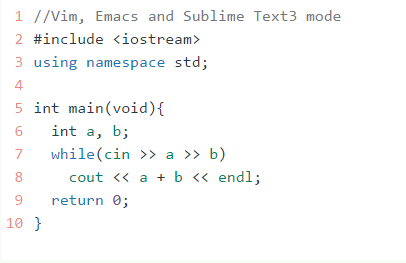 1 //Vim, Emacs and Sublime Text3 mode
2 #include <iostream>
3 using namespace std;
4
5 int main(void){
6   int a, b;
7   while(cin >> a >> b)
8     cout << a + b << endl;
9   return 0;
10 }